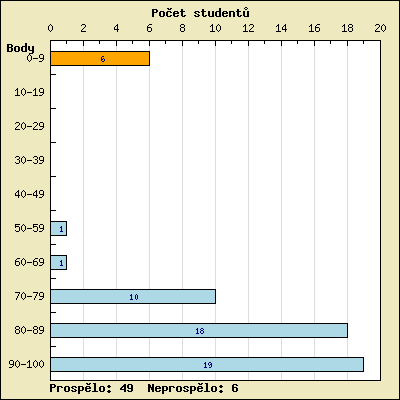 Počet studentů
0 2 4 6 8 10 12 14 16 18 20
Body
0-9 6
10-19
20-29
30-39
40-49
50-59 1
60-69 1
70-79 10
80-89 18
90-100 19
Prospělo: 49 Neprospělo: 6